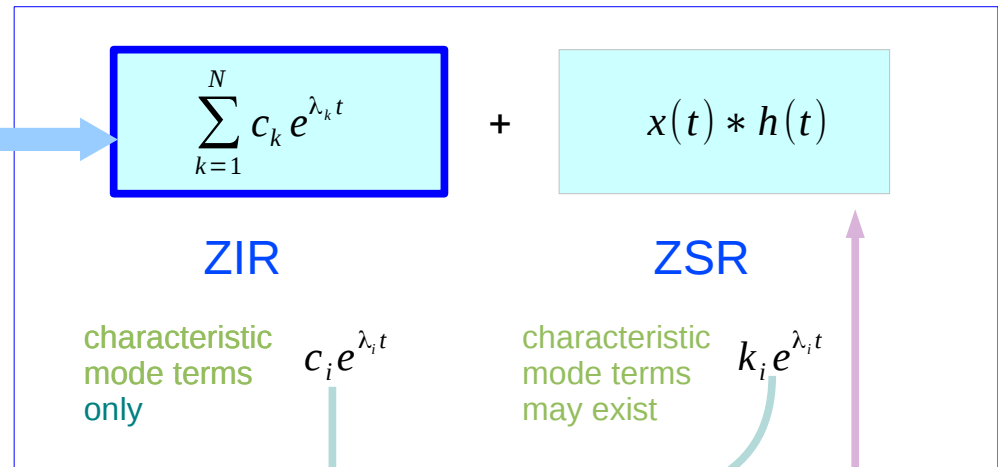 ∑_{k=1}^{N} c_k e^{λ_k t} + x(t) ∗ h(t)
ZIR ZSR
characteristic
mode terms
only
c_i e^{λ_i t}
characteristic
mode terms
may exist
k_i e^{λ_i t}